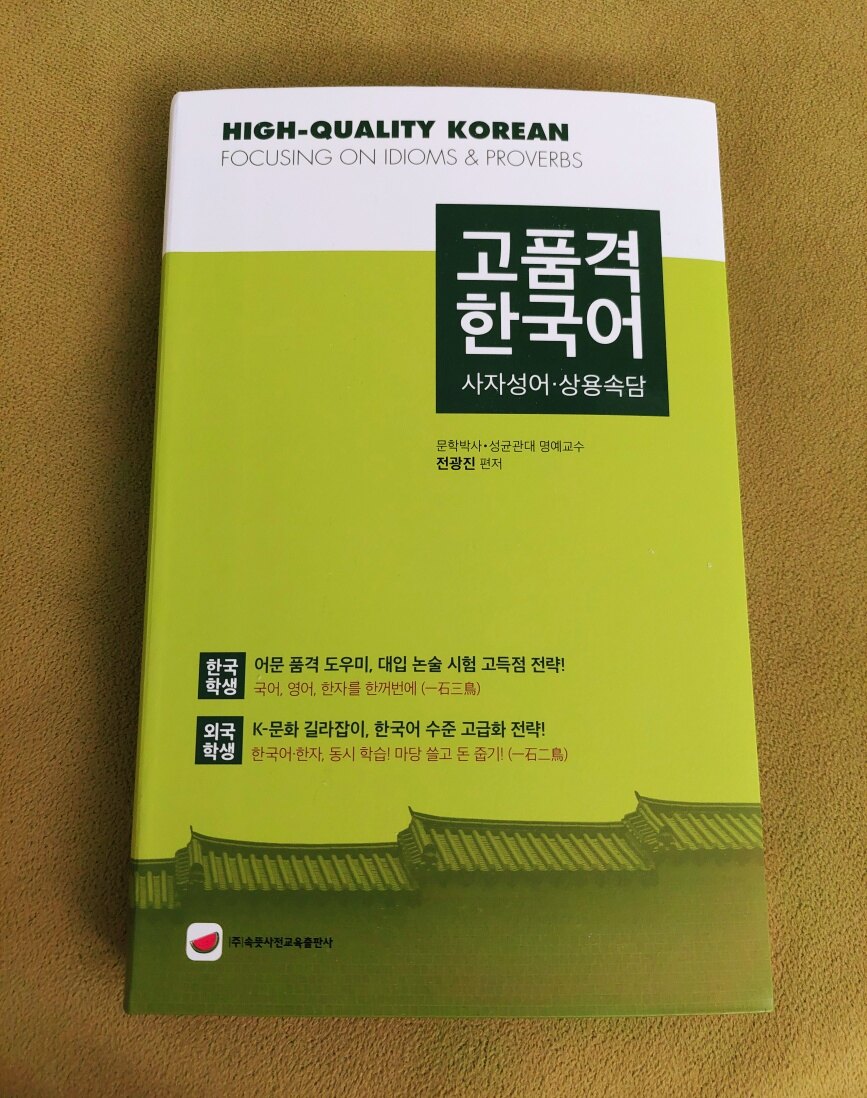 HIGH-QUALITY KOREAN
FOCUSING ON IDIOMS & PROVERBS
고품격
한국어
사자성어·상용속담
문학박사·성균관대 명예교수
전광진 편저
한국
학생
어문 품격 도우미, 대입 논술 시험 고득점 전략!
국어, 영어, 한자를 한꺼번에 (一石三鳥)
외국
학생
K-문화 길라잡이, 한국어 수준 고급화 전략!
한국어·한자, 동시 학습! 마당 쓸고 돈 줍기! (一石二鳥)
(주)속뜻사전교육출판사